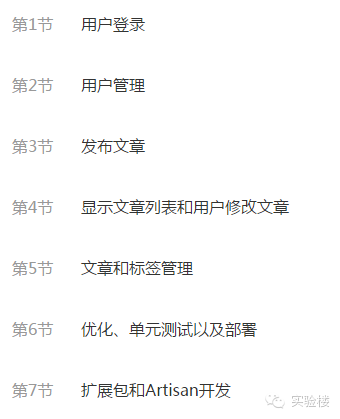 第1节 用户登录
第2节 用户管理
第3节 发布文章
第4节 显示文章列表和用户修改文章
第5节 文章和标签管理
第6节 优化、单元测试以及部署
第7节 扩展包和Artisan开发
实验楼